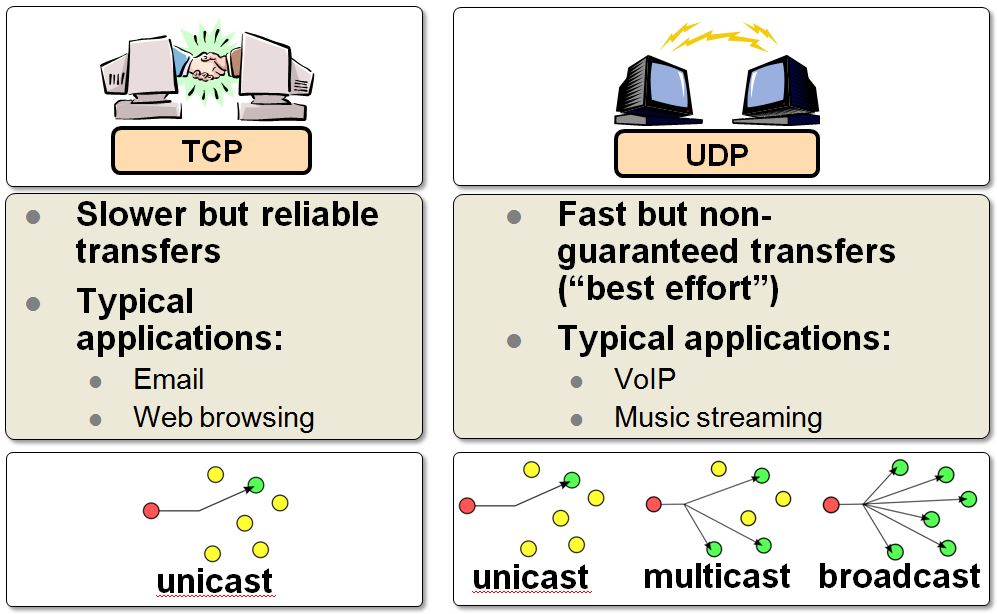 TCP
Slower but reliable
transfers
Typical
applications:
Email
Web browsing
unicast
UDP
Fast but non-
guaranteed transfers
(“best effort”)
Typical applications:
VoIP
Music streaming
unicast
multicast
broadcast